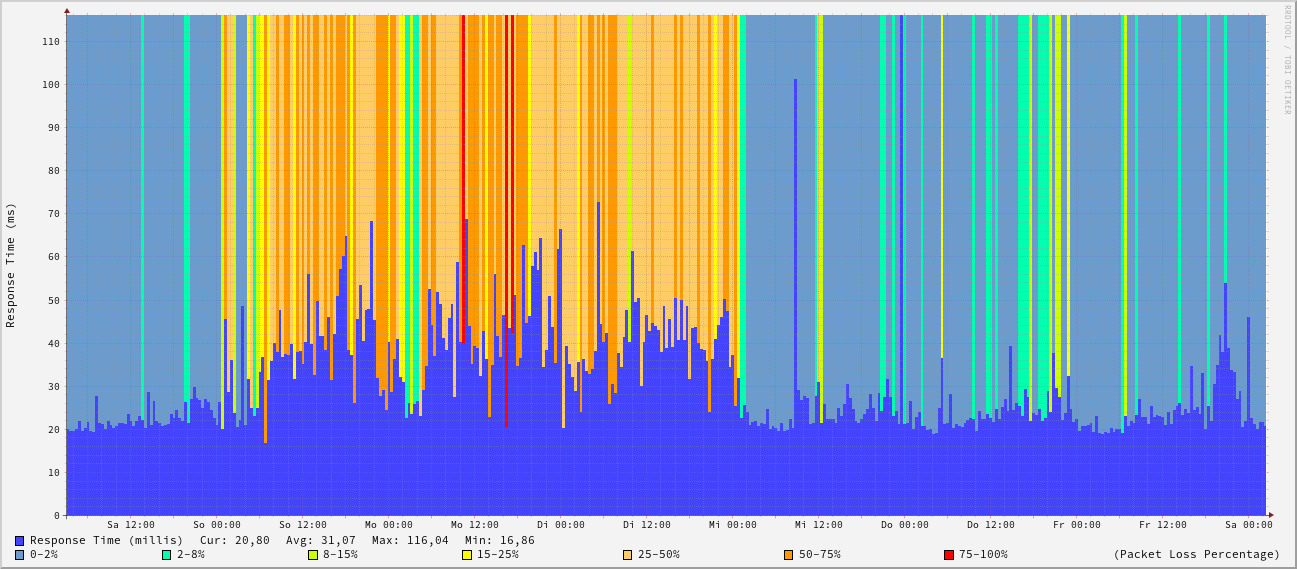 RRDTOOL / TOBI OETIKER
Response Time (ms)
110
100
90
80
70
60
50
40
30
20
10
0
Sa 12:00 So 00:00 So 12:00 Mo 00:00 Mo 12:00 Di 00:00 Di 12:00 Mi 00:00 Mi 12:00 Do 00:00 Do 12:00 Fr 00:00 Fr 12:00 Sa 00:00
Response Time (millis) Cur: 20,80 Avg: 31,07 Max: 116,04 Min: 16,86
0-2% 2-8% 8-15% 15-25% 25-50% 50-75% 75-100% (Packet Loss Percentage)